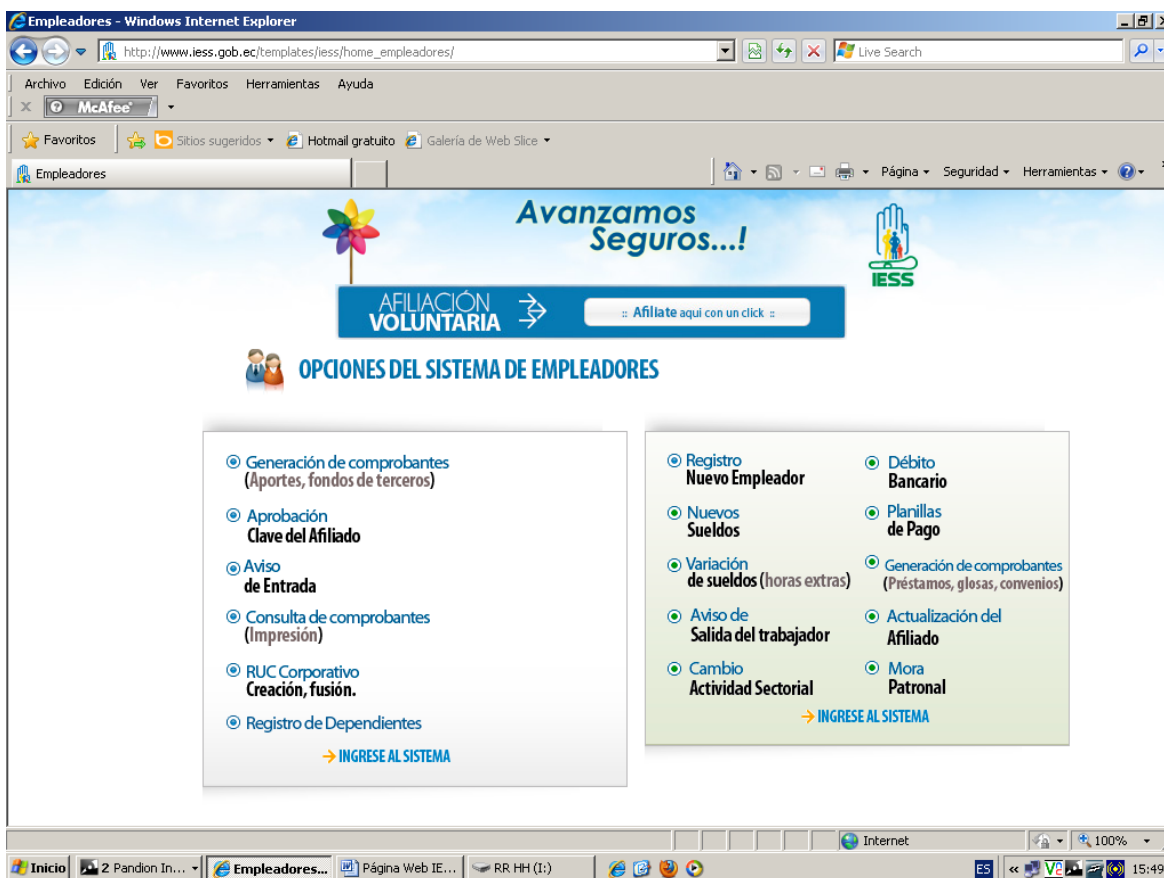 Empleadores - Windows Internet Explorer
http://www.iess.gob.ec/templates/iess/home_empleadores/
Live Search
Archivo Edición Ver Favoritos Herramientas Ayuda
X McAfee
Favoritos Sitios sugeridos Hotmail gratuito Galería de Web Slice
Empleadores
Página Seguridad Herramientas
Avanzamos
Seguros...!
IESS
AFILIACIÓN
VOLUNTARIA
:: Afiliate aqui con un click ::
OPCIONES DEL SISTEMA DE EMPLEADORES
Generación de comprobantes
(Aportes, fondos de terceros)
Aprobación
Clave del Afiliado
Aviso
de Entrada
Consulta de comprobantes
(Impresión)
RUC Corporativo
Creación, fusión.
Registro de Dependientes
INGRESE AL SISTEMA
Registro
Nuevo Empleador
Nuevos
Sueldos
Variación
de sueldos (horas extras)
Aviso de
Salida del trabajador
Cambio
Actividad Sectorial
Débito
Bancario
Planillas
de Pago
Generación de comprobantes
(Préstamos, glosas, convenios)
Actualización del
Afiliado
Mora
Patronal
INGRESE AL SISTEMA
Internet 100%
Inicio 2 Pandion In... Empleadores... Página Web IE... RR HH (I:) ES « 15:49